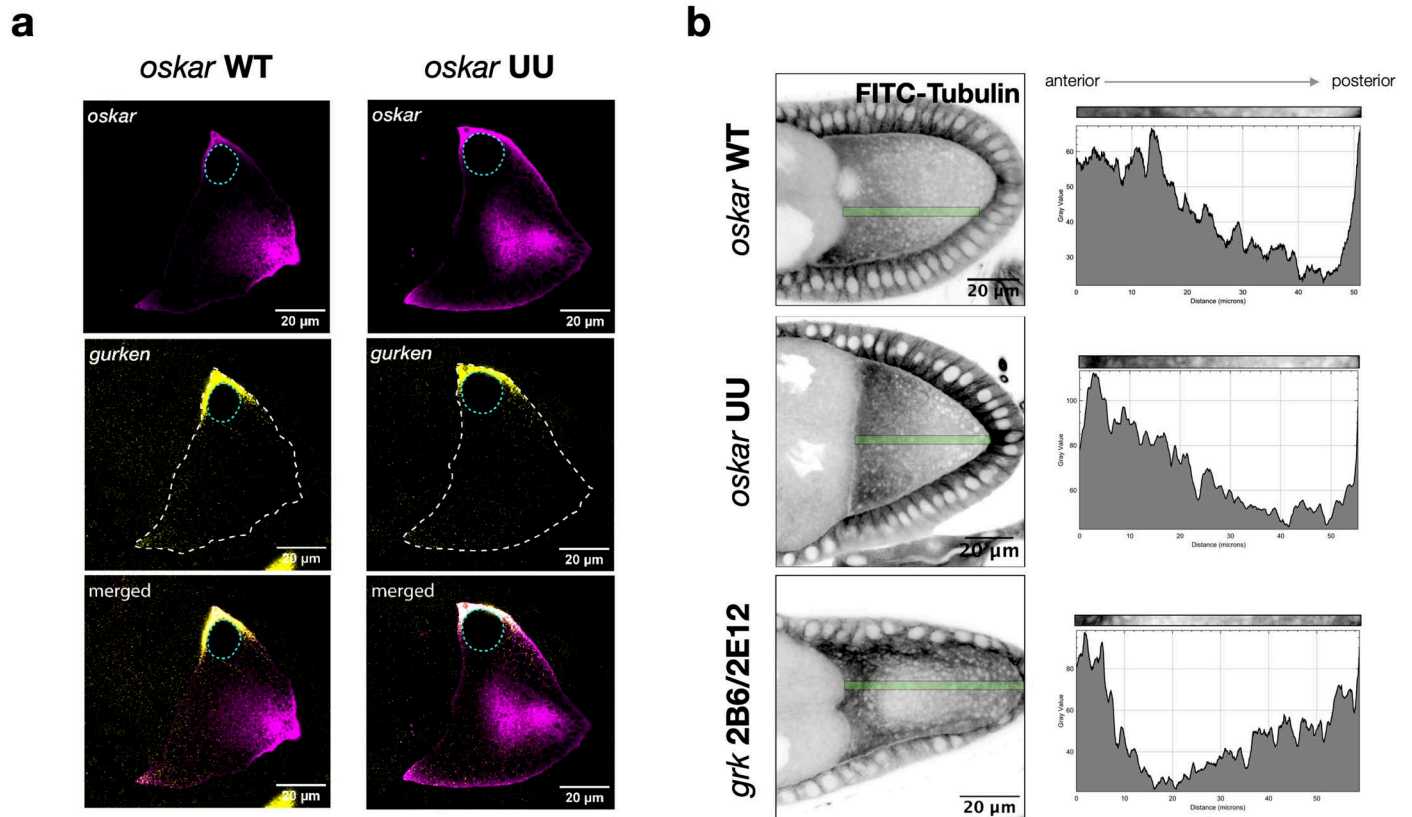 a
oskar WT
oskar UU
oskar
20 µm
oskar
20 µm
gurken
20 µm
gurken
20 µm
merged
20 µm
merged
20 µm
b
anterior
posterior
oskar WT
FITC-Tubulin
20 µm
60
50
40
30
Gray Value
0 10 20 30 40 50
Distance (microns)
oskar UU
20 µm
100
80
60
Gray Value
0 10 20 30 40 50
Distance (microns)
grk 2B6/2E12
20 µm
80
60
40
Gray Value
0 10 20 30 40 50
Distance (microns)